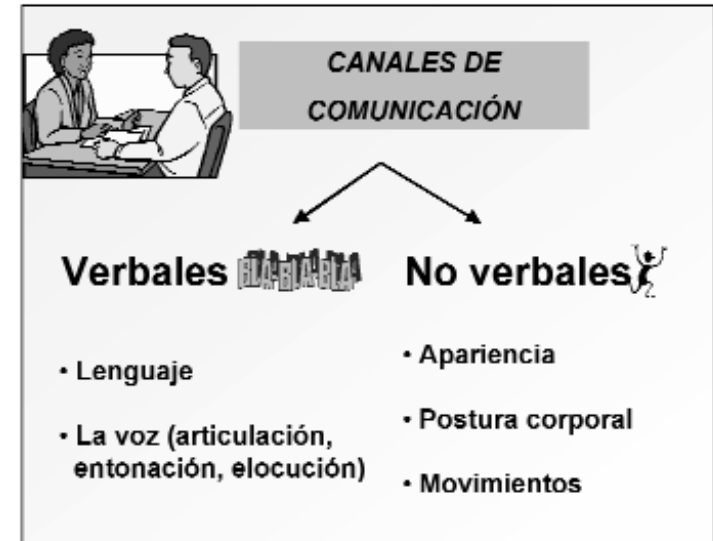 CANALES DE
COMUNICACIÓN
Verbales BLA-BLA-BLA
No verbales
• Lenguaje
• La voz (articulación,
entonación, elocución)
• Apariencia
• Postura corporal
• Movimientos